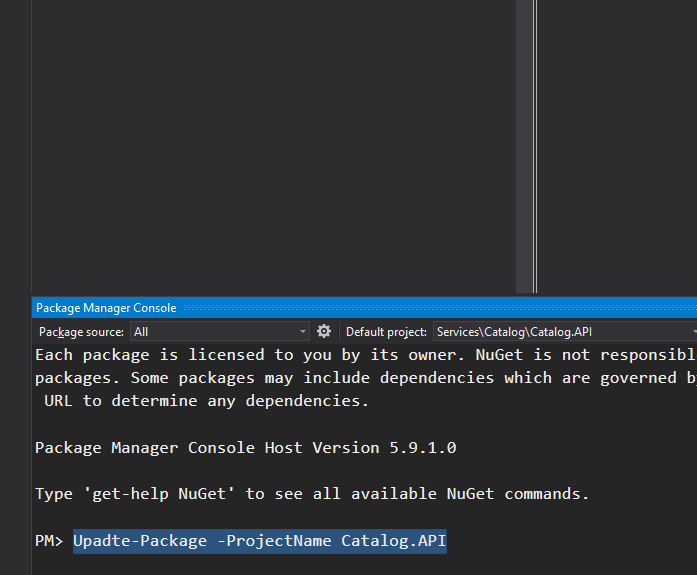 Package Manager Console
Package source: All Default project: Services\Catalog\Catalog.API
Each package is licensed to you by its owner. NuGet is not responsibl
packages. Some packages may include dependencies which are governed b
URL to determine any dependencies.
Package Manager Console Host Version 5.9.1.0
Type 'get-help NuGet' to see all available NuGet commands.
PM> Upadte-Package -ProjectName Catalog.API